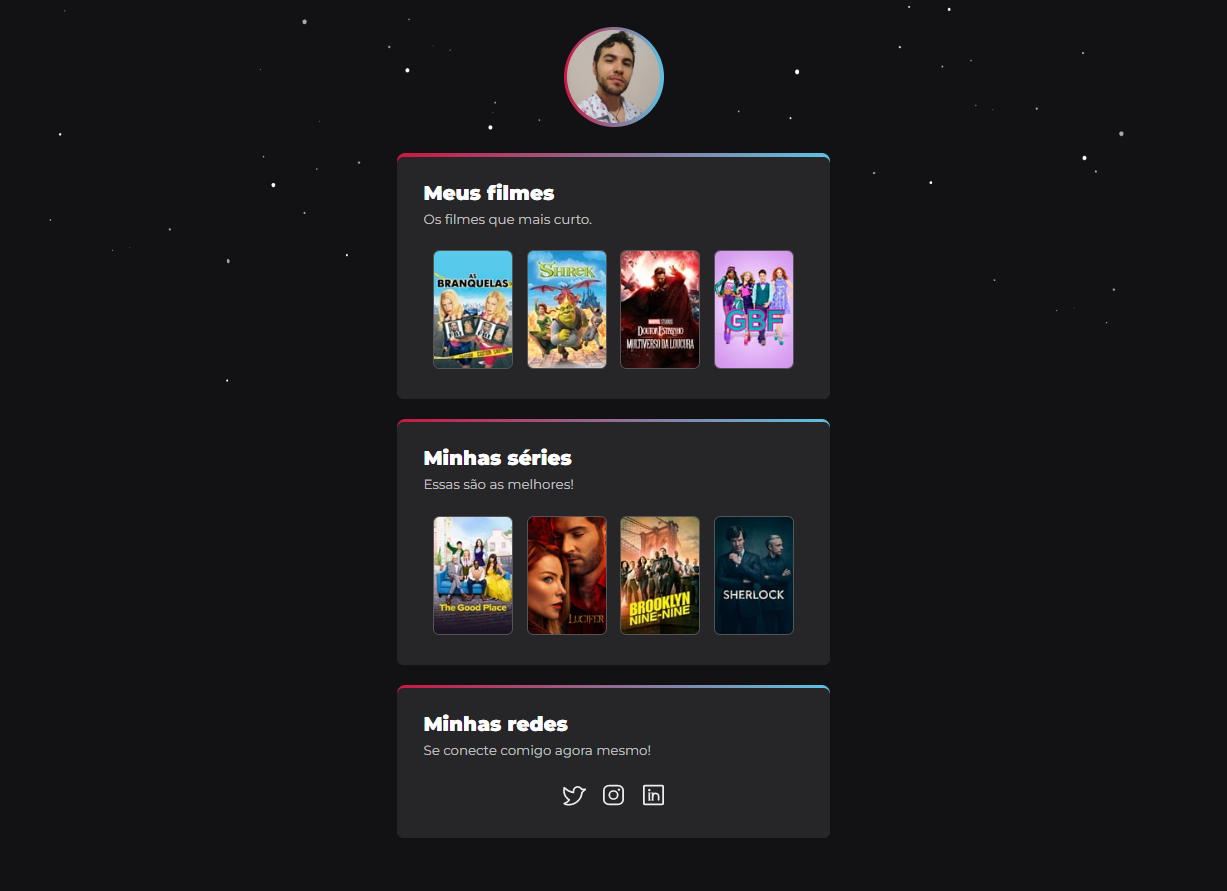 Meus filmes
Os filmes que mais curto.
AS
BRANQUELAS
SHREK
MARVEL STUDIOS
DOUTOR ESTRANHO
MULTIVERSO DA LOUCURA
GBF
Minhas séries
Essas são as melhores!
The Good Place
LUCIFER
BROOKLYN
NINE-NINE
SHERLOCK
Minhas redes
Se conecte comigo agora mesmo!
in